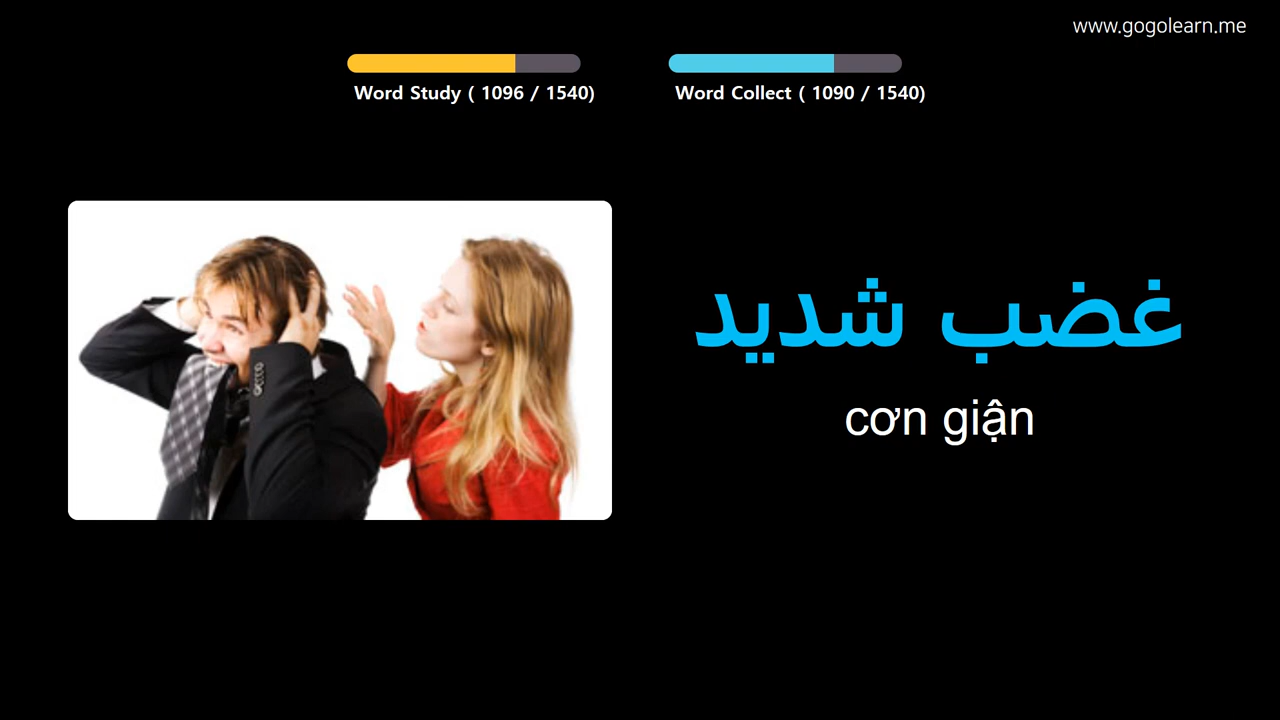 www.gogolearn.me
Word Study ( 1096 / 1540)
Word Collect ( 1090 / 1540)
غضب شديد
cơn giận